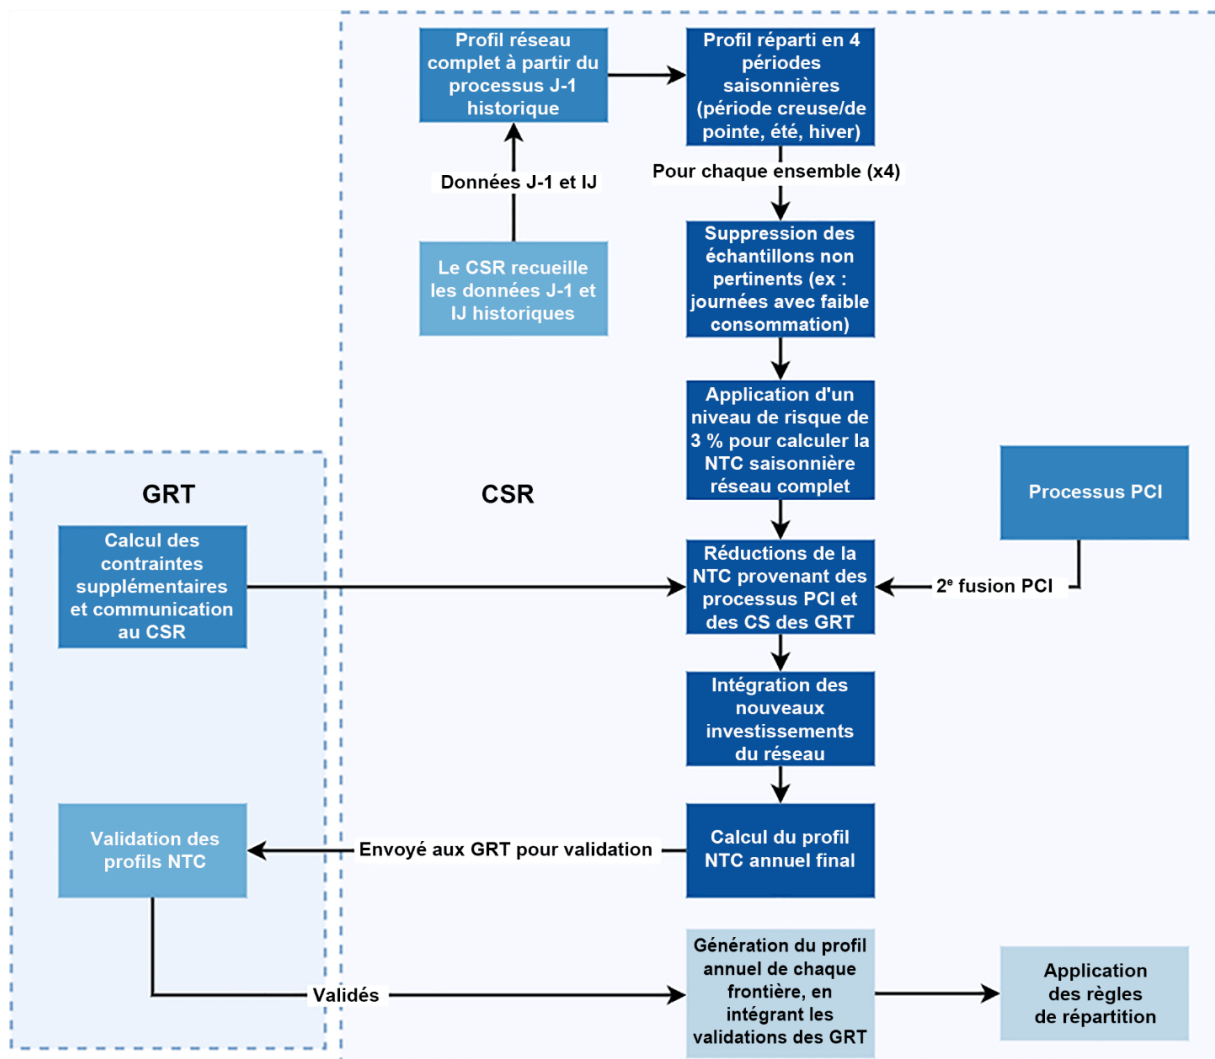 Profil réseau
complet à partir du
processus J-1
historique
Profil réparti en 4
périodes
saisonnières
(période creuse/de
pointe, été, hiver)
Données J-1 et IJ
Pour chaque ensemble (x4)
Le CSR recueille
les données J-1 et
IJ historiques
Suppression des
échantillons non
pertinents (ex :
journées avec faible
consommation)
Application d'un
niveau de risque de
3 % pour calculer la
NTC saisonnière
réseau complet
GRT
CSR
Processus PCI
Calcul des
contraintes
supplémentaires
et communication
au CSR
Réductions de la
NTC provenant des
processus PCI et
des CS des GRT
2e fusion PCI
Intégration des
nouveaux
investissements
du réseau
Validation des
profils NTC
Envoyé aux GRT pour validation
Calcul du profil
NTC annuel final
Validés
Génération du profil
annuel de chaque
frontière, en
intégrant les
validations des GRT
Application
des règles
de répartition